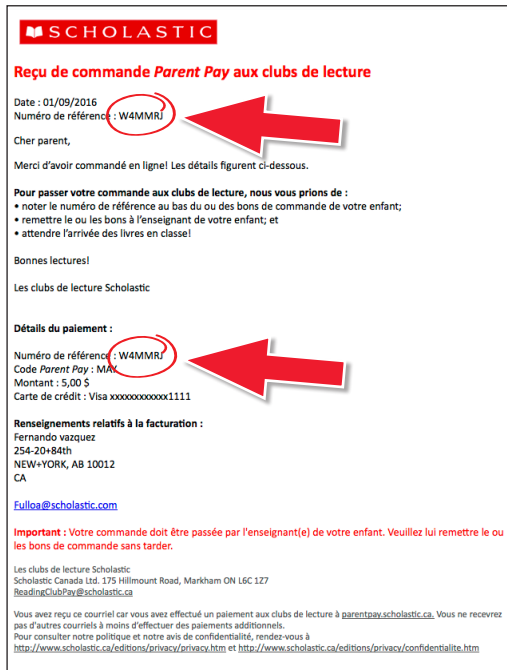 SCHOLASTIC
Reçu de commande Parent Pay aux clubs de lecture
Date : 01/09/2016
Numéro de référence : W4MMRJ
Cher parent,
Merci d'avoir commandé en ligne! Les détails figurent ci-dessous.
Pour passer votre commande aux clubs de lecture, nous vous prions de :
• noter le numéro de référence au bas du ou des bons de commande de votre enfant;
• remettre le ou les bons à l'enseignant de votre enfant; et
• attendre l'arrivée des livres en classe!
Bonnes lectures!
Les clubs de lecture Scholastic
Détails du paiement :
Numéro de référence : W4MMRJ
Code Parent Pay : MAY
Montant : 5,00 $
Carte de crédit : Visa xxxxxxxxxxxx1111
Renseignements relatifs à la facturation :
Fernando vazquez
254-20+84th
NEW+YORK, AB 10012
CA
Fulloa@scholastic.com
Important : Votre commande doit être passée par l'enseignant(e) de votre enfant. Veuillez lui remettre le ou
les bons de commande sans tarder.
Les clubs de lecture Scholastic
Scholastic Canada Ltd. 175 Hillmount Road, Markham ON L6C 1Z7
ReadingClubPay@scholastic.ca
Vous avez reçu ce courriel car vous avez effectué un paiement aux clubs de lecture à parentpay.scholastic.ca. Vous ne recevrez
pas d'autres courriels à moins d'effectuer des paiements additionnels.
Pour consulter notre politique et notre avis de confidentialité, rendez-vous à
http://www.scholastic.ca/editions/privacy/privacy.htm et http://www.scholastic.ca/editions/privacy/confidentialite.htm